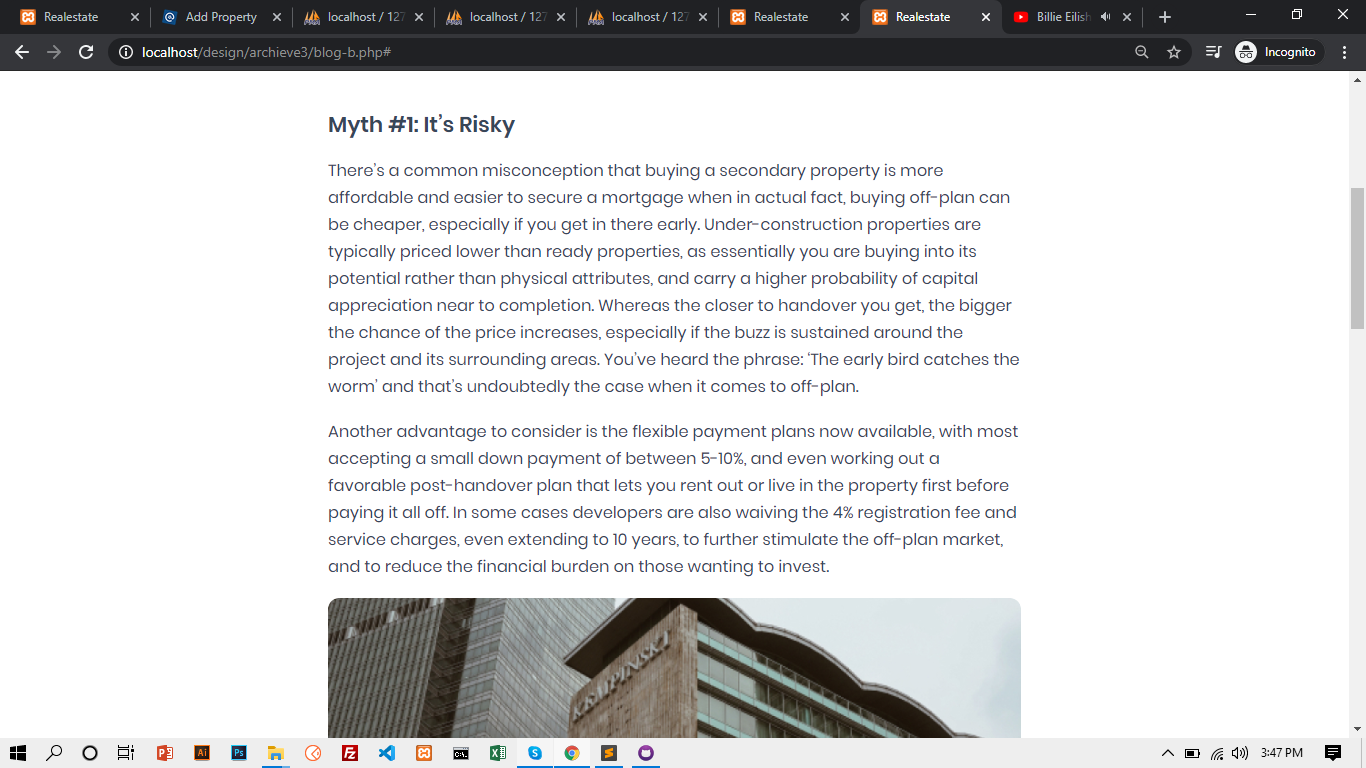 Realestate
Add Property
localhost / 127
localhost / 127
localhost / 127
Realestate
Realestate
Billie Eilish
localhost/design/archieve3/blog-b.php#
Incognito
Myth #1: It’s Risky
There’s a common misconception that buying a secondary property is more
affordable and easier to secure a mortgage when in actual fact, buying off-plan can
be cheaper, especially if you get in there early. Under-construction properties are
typically priced lower than ready properties, as essentially you are buying into its
potential rather than physical attributes, and carry a higher probability of capital
appreciation near to completion. Whereas the closer to handover you get, the bigger
the chance of the price increases, especially if the buzz is sustained around the
project and its surrounding areas. You’ve heard the phrase: ‘The early bird catches the
worm’ and that’s undoubtedly the case when it comes to off-plan.
Another advantage to consider is the flexible payment plans now available, with most
accepting a small down payment of between 5-10%, and even working out a
favorable post-handover plan that lets you rent out or live in the property first before
paying it all off. In some cases developers are also waiving the 4% registration fee and
service charges, even extending to 10 years, to further stimulate the off-plan market,
and to reduce the financial burden on those wanting to invest.
KEMPINSKI
3:47 PM